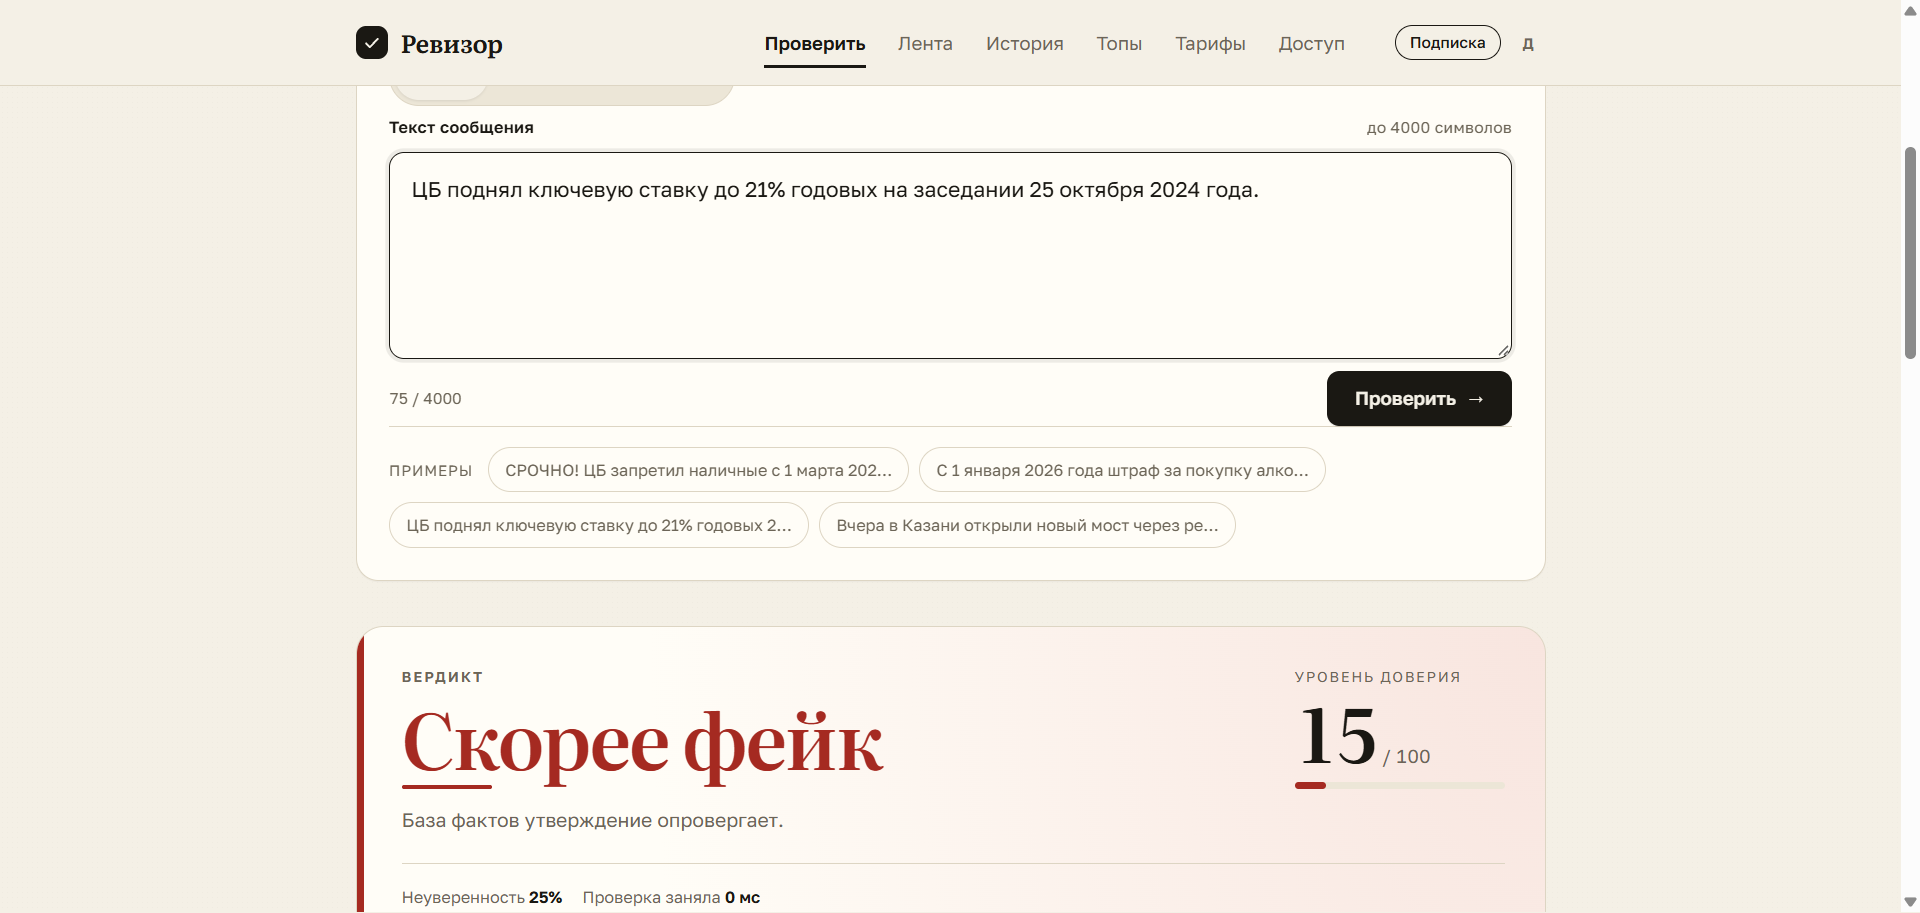 Ревизор
Проверить Лента История Топы Тарифы Доступ Подписка Д
Текст сообщения до 4000 символов
ЦБ поднял ключевую ставку до 21% годовых на заседании 25 октября 2024 года.
75 / 4000 Проверить →
ПРИМЕРЫ СРОЧНО! ЦБ запретил наличные с 1 марта 202... С 1 января 2026 года штраф за покупку алко...
ЦБ поднял ключевую ставку до 21% годовых 2... Вчера в Казани открыли новый мост через ре...
ВЕРДИКТ УРОВЕНЬ ДОВЕРИЯ
Скорее фейк 15 / 100
База фактов утверждение опровергает.
Неуверенность 25% Проверка заняла 0 мс